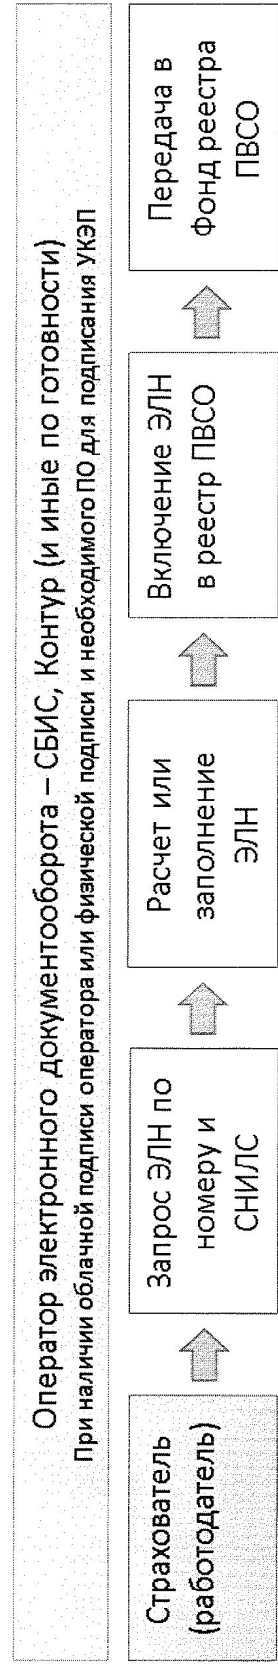 Оператор электронного документооборота – СБИС, Контур (и иные по готовности)
При наличии облачной подписи оператора или физической подписи и необходимого ПО для подписания УКЭП
Страхователь
(работодатель)
Запрос ЭЛН по
номеру и
СНИЛС
Расчет или
заполнение
ЭЛН
Включение ЭЛН
в реестр ПВСО
Передача в
Фонд реестра
ПВСО